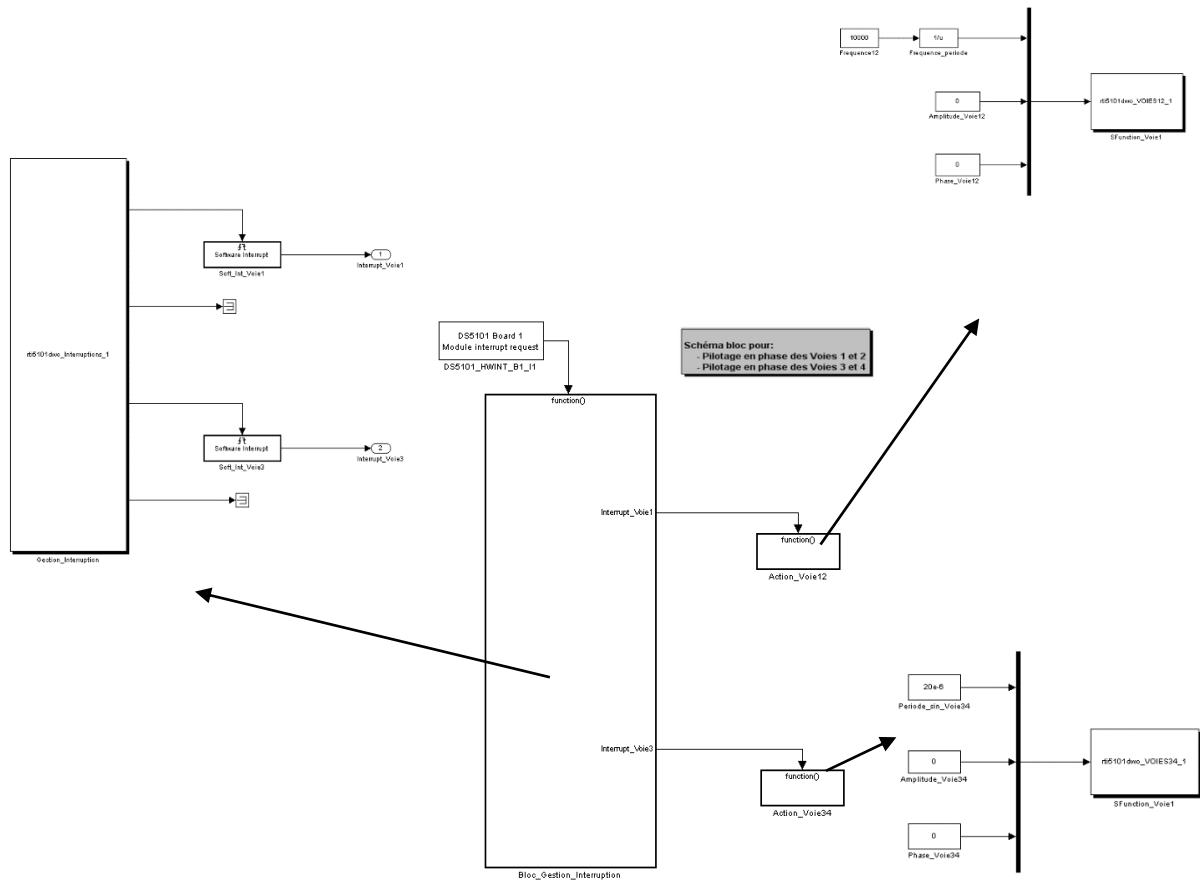 10000
1/u
Frequence12
Frequence_periode
0
Amplitude_Voie12
rti5101dwo_VOIES12_1
SFunction_Voie1
0
Phase_Voie12
rti5101dwo_Interruptions_1
Gestion_Interruption
Software Interrupt
Soft_Int_Voie1
1
Interrupt_Voie1
Software Interrupt
Soft_Int_Voie3
2
Interrupt_Voie3
DS5101 Board 1
Module interrupt request
DS5101_HWINT_B1_I1
Schéma bloc pour:
- Pilotage en phase des Voies 1 et 2
- Pilotage en phase des Voies 3 et 4
function()
Interrupt_Voie1
Interrupt_Voie3
Bloc_Gestion_Interruption
function()
Action_Voie12
function()
Action_Voie34
20e-6
Periode_sin_Voie34
0
Amplitude_Voie34
0
Phase_Voie34
rti5101dwo_VOIES34_1
SFunction_Voie1